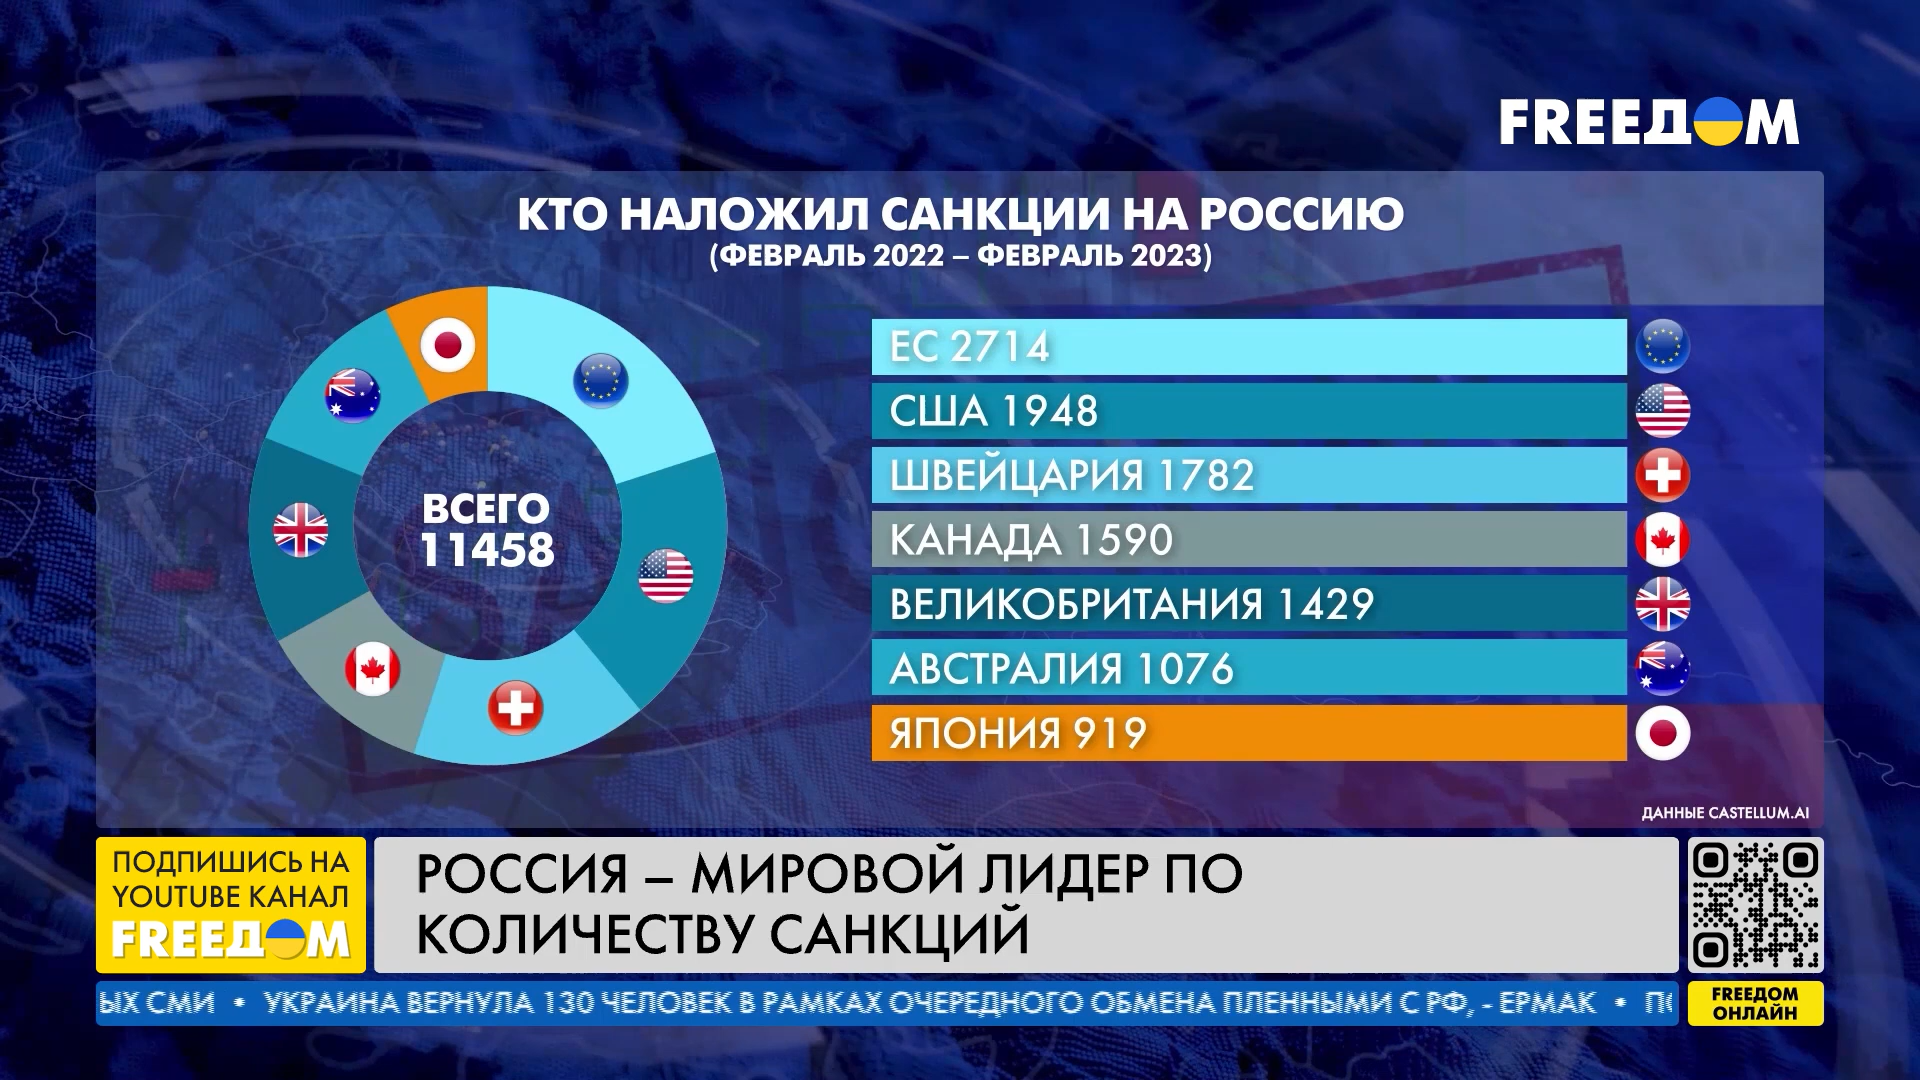 FREEДOM
КТО НАЛОЖИЛ САНКЦИИ НА РОССИЮ
(ФЕВРАЛЬ 2022 – ФЕВРАЛЬ 2023)
ВСЕГО
11458
ЕС 2714
США 1948
ШВЕЙЦАРИЯ 1782
КАНАДА 1590
ВЕЛИКОБРИТАНИЯ 1429
АВСТРАЛИЯ 1076
ЯПОНИЯ 919
ДАННЫЕ CASTELLUM.AI
ПОДПИШИСЬ НА
YOUTUBE КАНАЛ
FREEДOM
РОССИЯ – МИРОВОЙ ЛИДЕР ПО
КОЛИЧЕСТВУ САНКЦИЙ
ЫХ СМИ • УКРАИНА ВЕРНУЛА 130 ЧЕЛОВЕК В РАМКАХ ОЧЕРЕДНОГО ОБМЕНА ПЛЕННЫМИ С РФ, - ЕРМАК •
FREEДOM
ОНЛАЙН